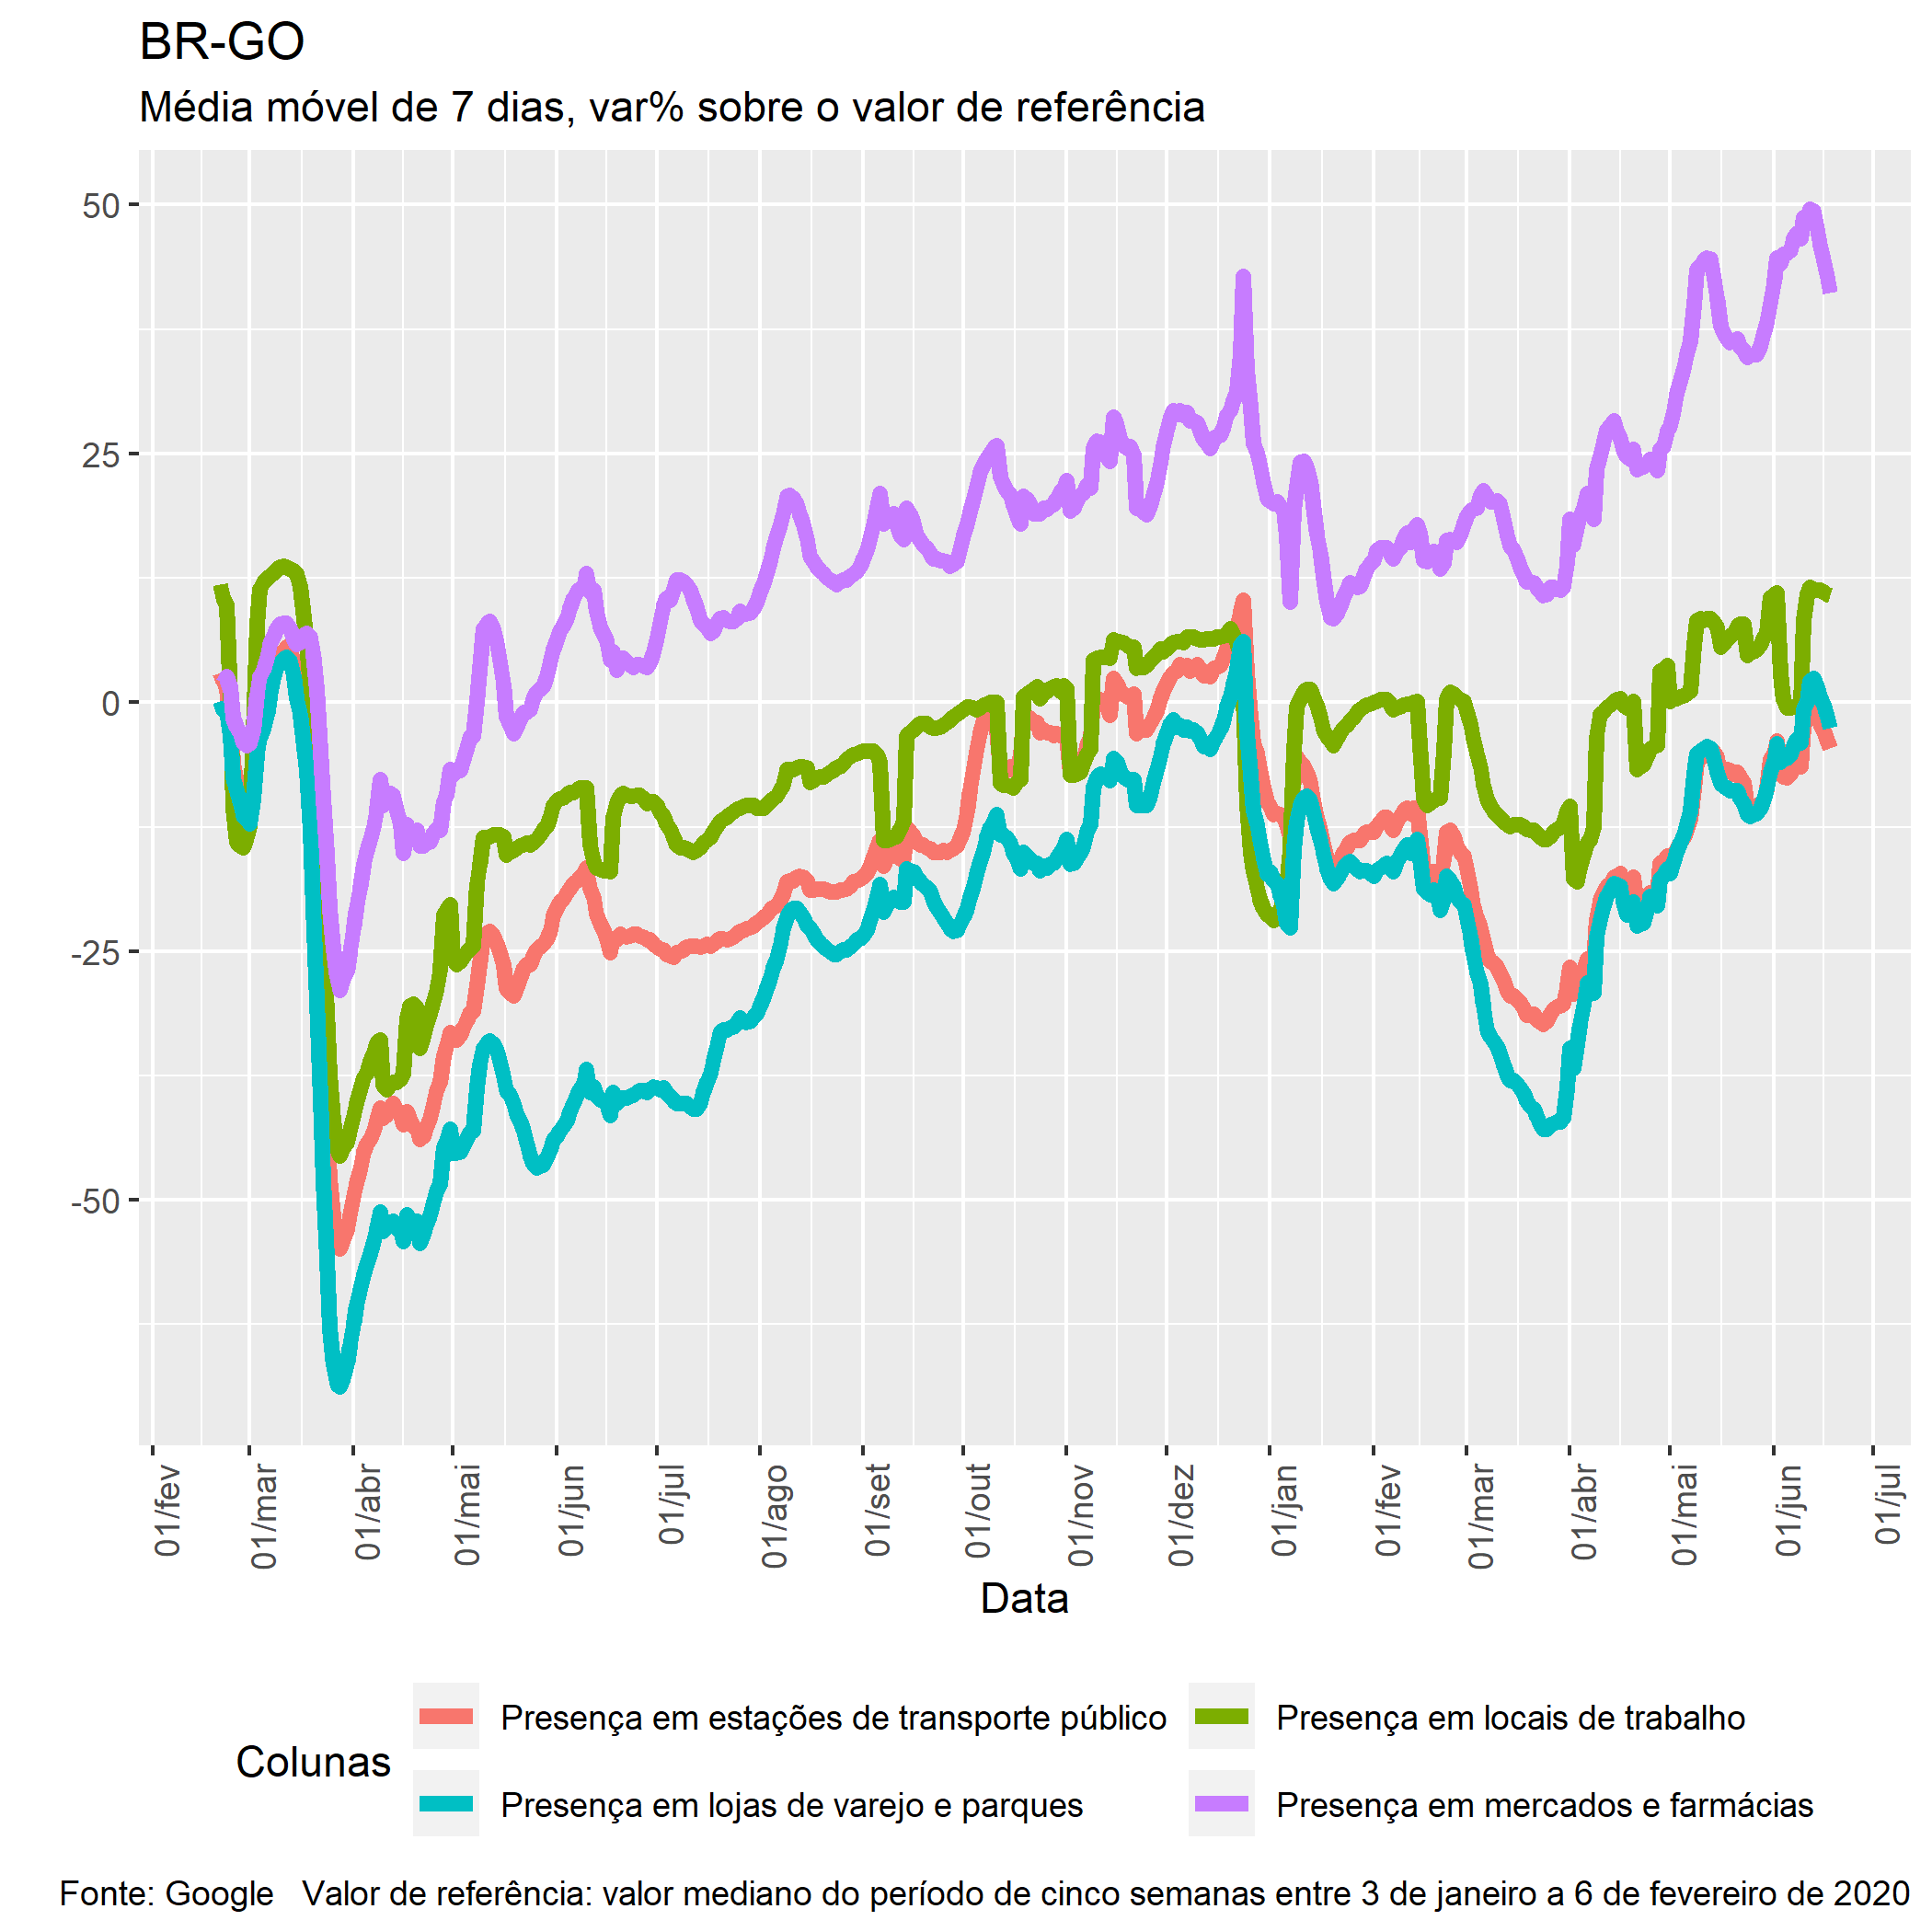 BR-GO
Média móvel de 7 dias, var% sobre o valor de referência
50
25
0
-25
-50
01/fev
01/mar
01/abr
01/mai
01/jun
01/jul
01/ago
01/set
01/out
01/nov
01/dez
01/jan
01/fev
01/mar
01/abr
01/mai
01/jun
01/jul
Data
Colunas
Presença em estações de transporte público
Presença em locais de trabalho
Presença em lojas de varejo e parques
Presença em mercados e farmácias
Fonte: Google   Valor de referência: valor mediano do período de cinco semanas entre 3 de janeiro a 6 de fevereiro de 2020